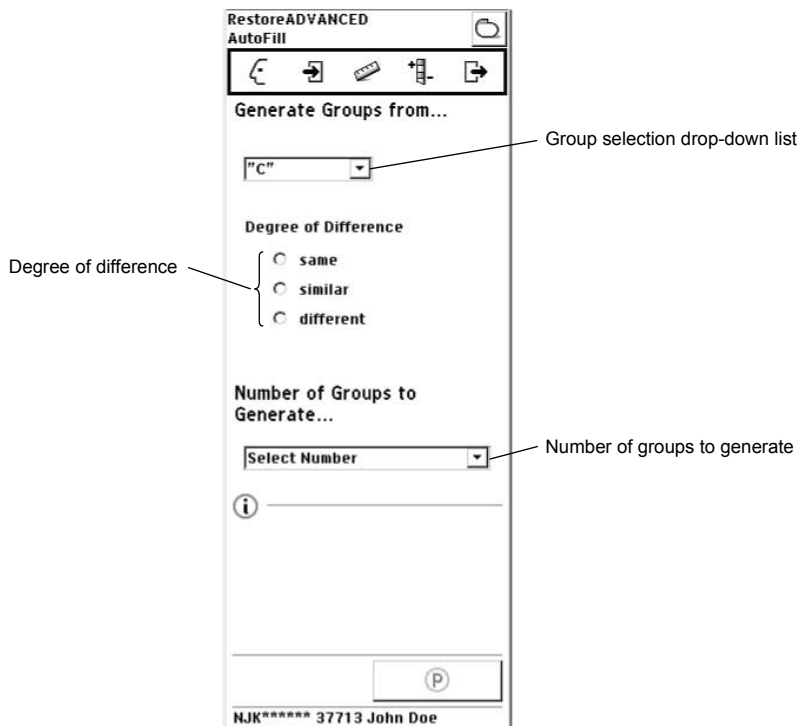 RestoreADVANCED
AutoFill
Generate Groups from...
Group selection drop-down list
"C"
Degree of Difference
Degree of difference
same
similar
different
Number of Groups to
Generate...
Number of groups to generate
Select Number
i
P
NJK****** 37713 John Doe